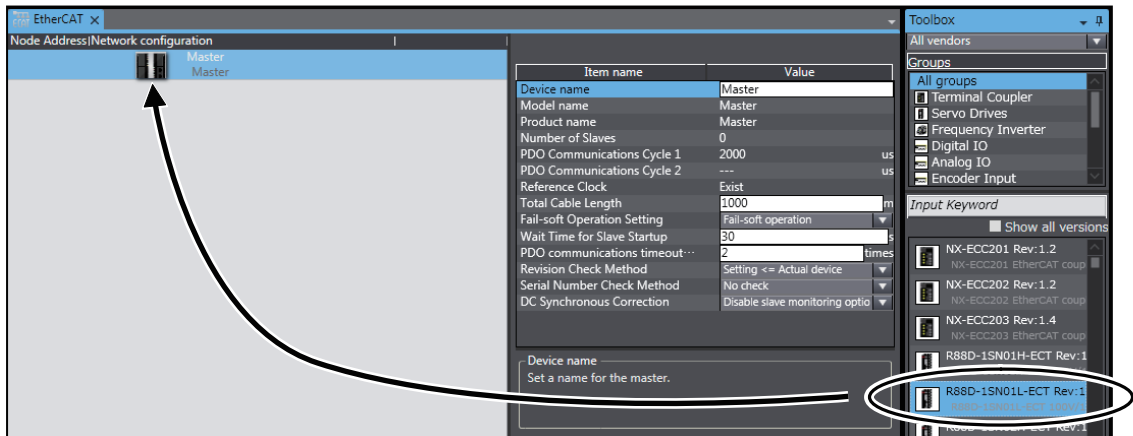 EtherCAT
Node Address|Network configuration
Master
Master
Item name Value
Device name Master
Model name Master
Product name Master
Number of Slaves 0
PDO Communications Cycle 1 2000 us
PDO Communications Cycle 2 --- us
Reference Clock Exist
Total Cable Length 1000 m
Fail-soft Operation Setting Fail-soft operation
Wait Time for Slave Startup 30 s
PDO communications timeout··· 2 times
Revision Check Method Setting <= Actual device
Serial Number Check Method No check
DC Synchronous Correction Disable slave monitoring optio
Device name
Set a name for the master.
Toolbox
All vendors
Groups
All groups
Terminal Coupler
Servo Drives
Frequency Inverter
Digital IO
Analog IO
Encoder Input
Input Keyword
Show all versions
NX-ECC201 Rev:1.2
NX-ECC201 EtherCAT coup
NX-ECC202 Rev:1.2
NX-ECC202 EtherCAT coup
NX-ECC203 Rev:1.4
NX-ECC203 EtherCAT coup
R88D-1SN01H-ECT Rev:1
R88D-1SN01L-ECT Rev:1
R88D-1SN01L-ECT 100V/1